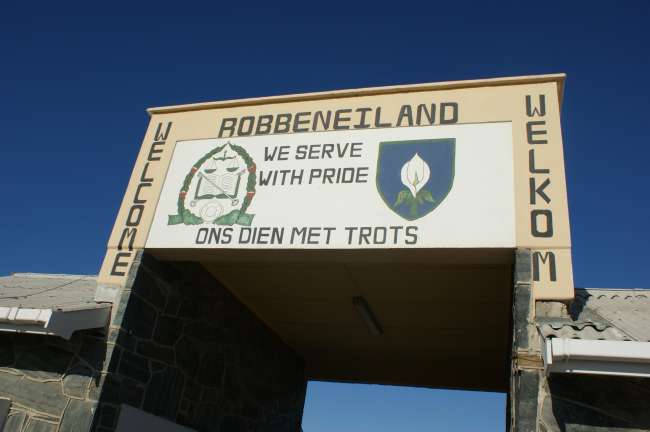 ROBBENEILAND
WELCOME
WE SERVE
WITH PRIDE
ONS DIEN MET TROTS
WELKOM